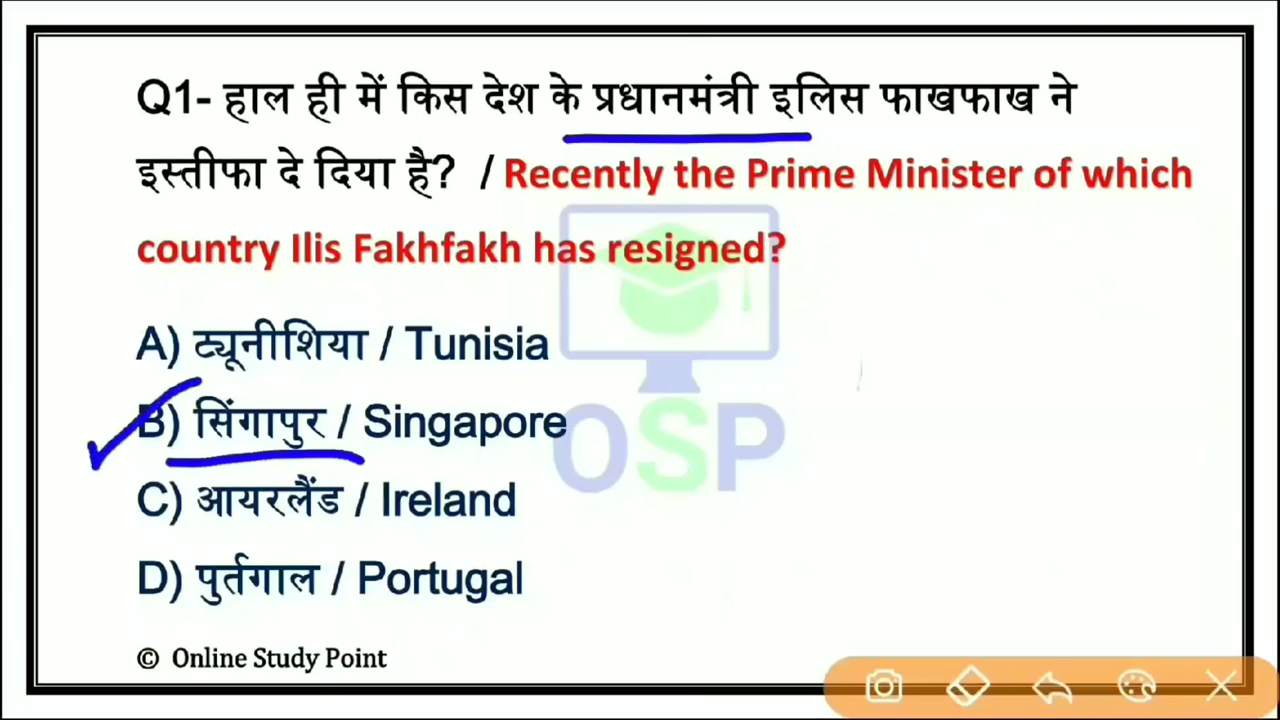 Q1- हाल ही में किस देश के प्रधानमंत्री इलिस फाखफाख ने
इस्तीफा दे दिया है? / Recently the Prime Minister of which
country Ilis Fakhfakh has resigned?
A) ट्यूनीशिया / Tunisia
B) सिंगापुर / Singapore
C) आयरलैंड / Ireland
D) पुर्तगाल / Portugal
OSP
© Online Study Point